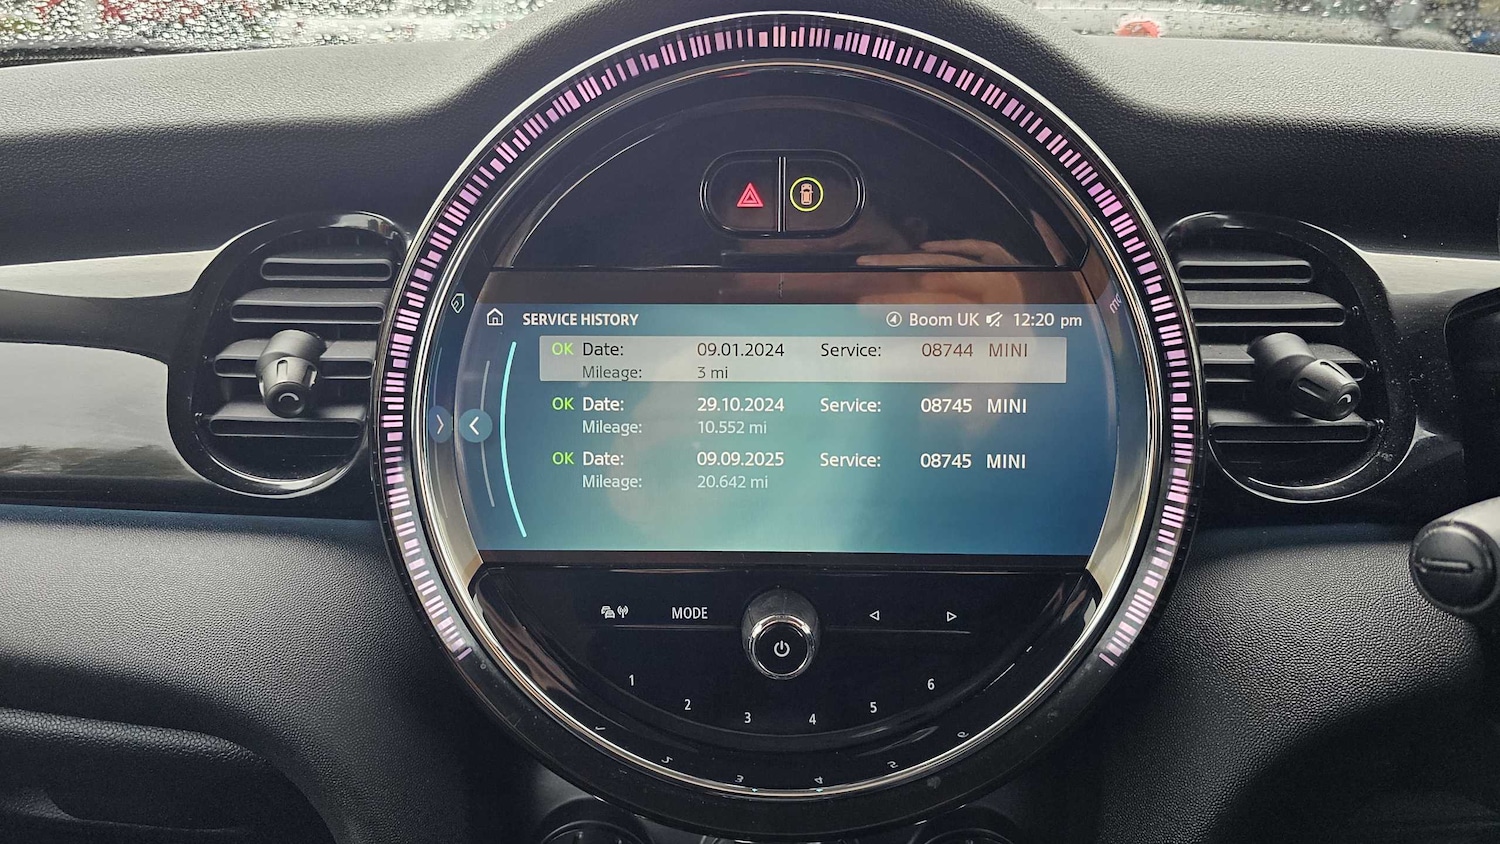 SERVICE HISTORY Boom UK 12:20 pm
OK Date: 09.01.2024 Service: 08744 MINI
Mileage: 3 mi
OK Date: 29.10.2024 Service: 08745 MINI
Mileage: 10.552 mi
OK Date: 09.09.2025 Service: 08745 MINI
Mileage: 20.642 mi
MODE
1 2 3 4 5 6